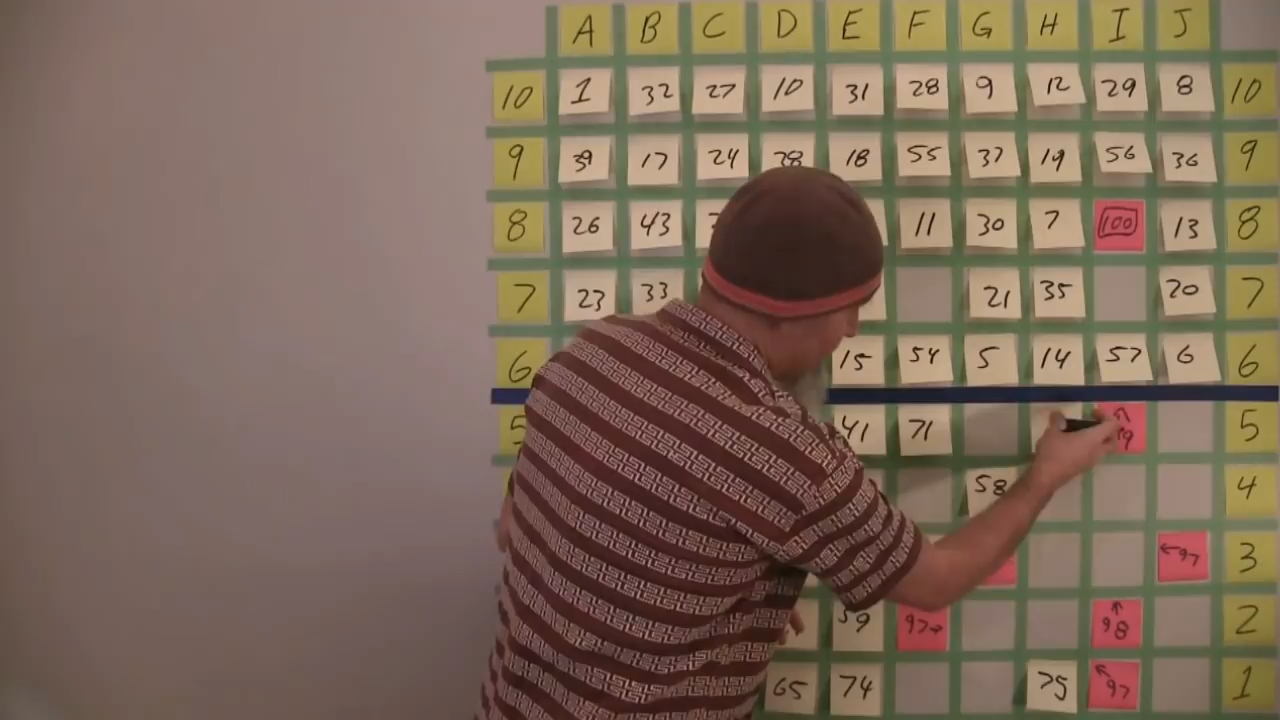 A B C D E F G H I J
10 1 32 27 10 31 28 9 12 29 8 10
9 39 17 24 38 18 55 37 19 56 36 9
8 26 43 11 30 7 100 13 8
7 23 33 21 35 20 7
6 15 54 5 14 57 6 6
5 41 71 5
58 4
←97 3
59 97→ ↑98 2
65 74 75 97 1